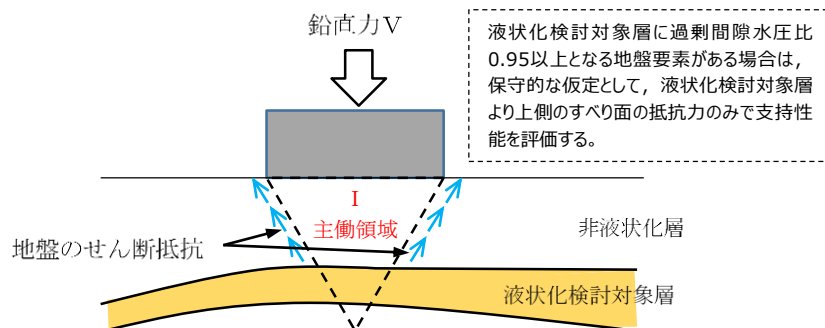 鉛直力V
液状化検討対象層に過剰間隙水圧比
0.95以上となる地盤要素がある場合は，
保守的な仮定として，液状化検討対象層
より上側のすべり面の抵抗力のみで支持性
能を評価する。
I
主働領域
地盤のせん断抵抗
非液状化層
液状化検討対象層